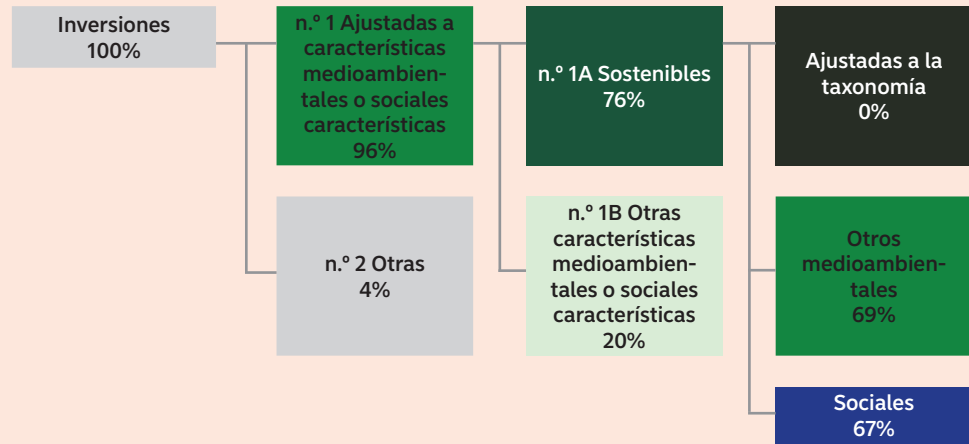 Inversiones
100%
n.º 1 Ajustadas a
características
medioambien-
tales o sociales
características
96%
n.º 2 Otras
4%
n.º 1A Sostenibles
76%
n.º 1B Otras
características
medioambien-
tales o sociales
características
20%
Ajustadas a la
taxonomía
0%
Otros
medioambien-
tales
69%
Sociales
67%